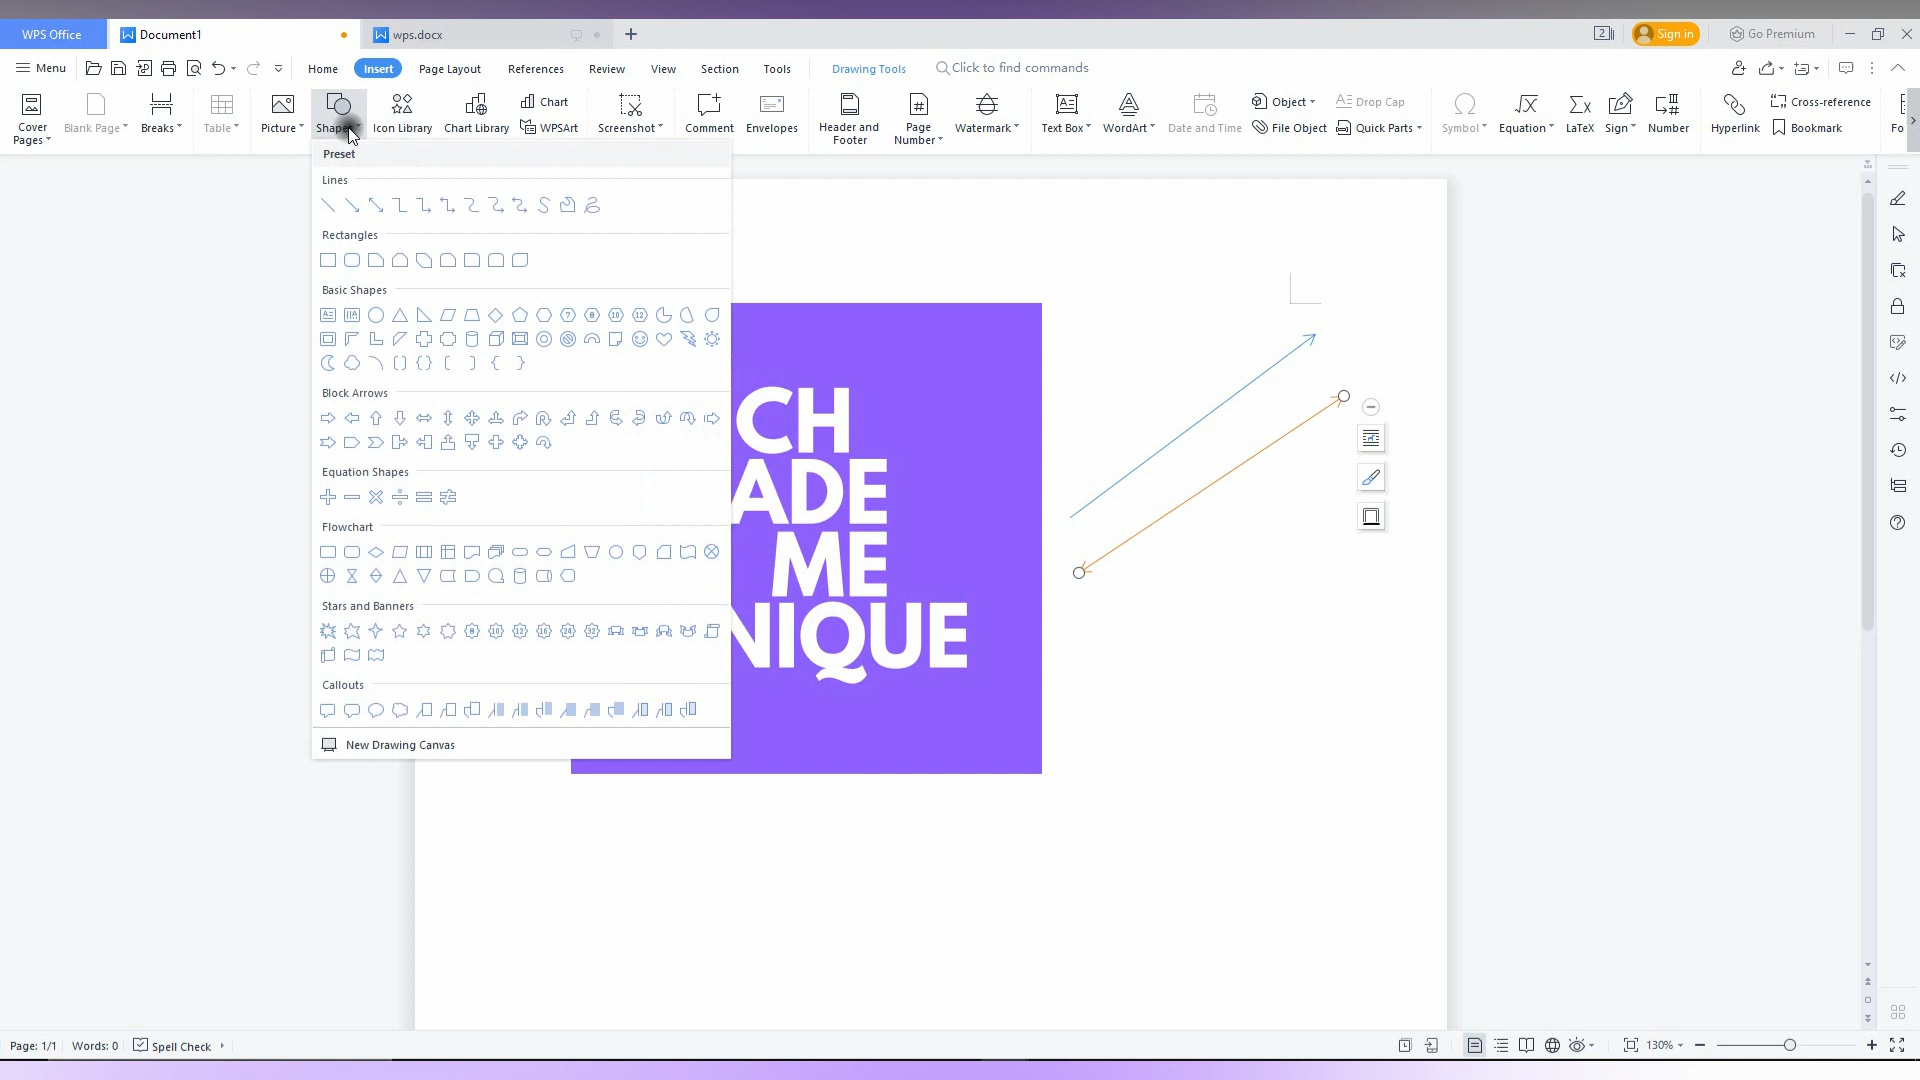 WPS Office
Document1
wps.docx
2
Sign in
Go Premium
Menu
Home
Insert
Page Layout
References
Review
View
Section
Tools
Drawing Tools
Click to find commands
Cover Pages
Blank Page
Breaks
Table
Picture
Icon Library
Chart Library
Chart
WPSArt
Screenshot
Comment
Envelopes
Header and Footer
Page Number
Watermark
Text Box
WordArt
Date and Time
Object
File Object
Drop Cap
Quick Parts
Symbol
Equation
LaTeX
Sign
Number
Hyperlink
Cross-reference
Bookmark
Fo
Preset
Lines
Rectangles
Basic Shapes
Block Arrows
Equation Shapes
Flowchart
Stars and Banners
Callouts
New Drawing Canvas
CH
ADE
ME
NIQUE
Page: 1/1
Words: 0
Spell Check
130%